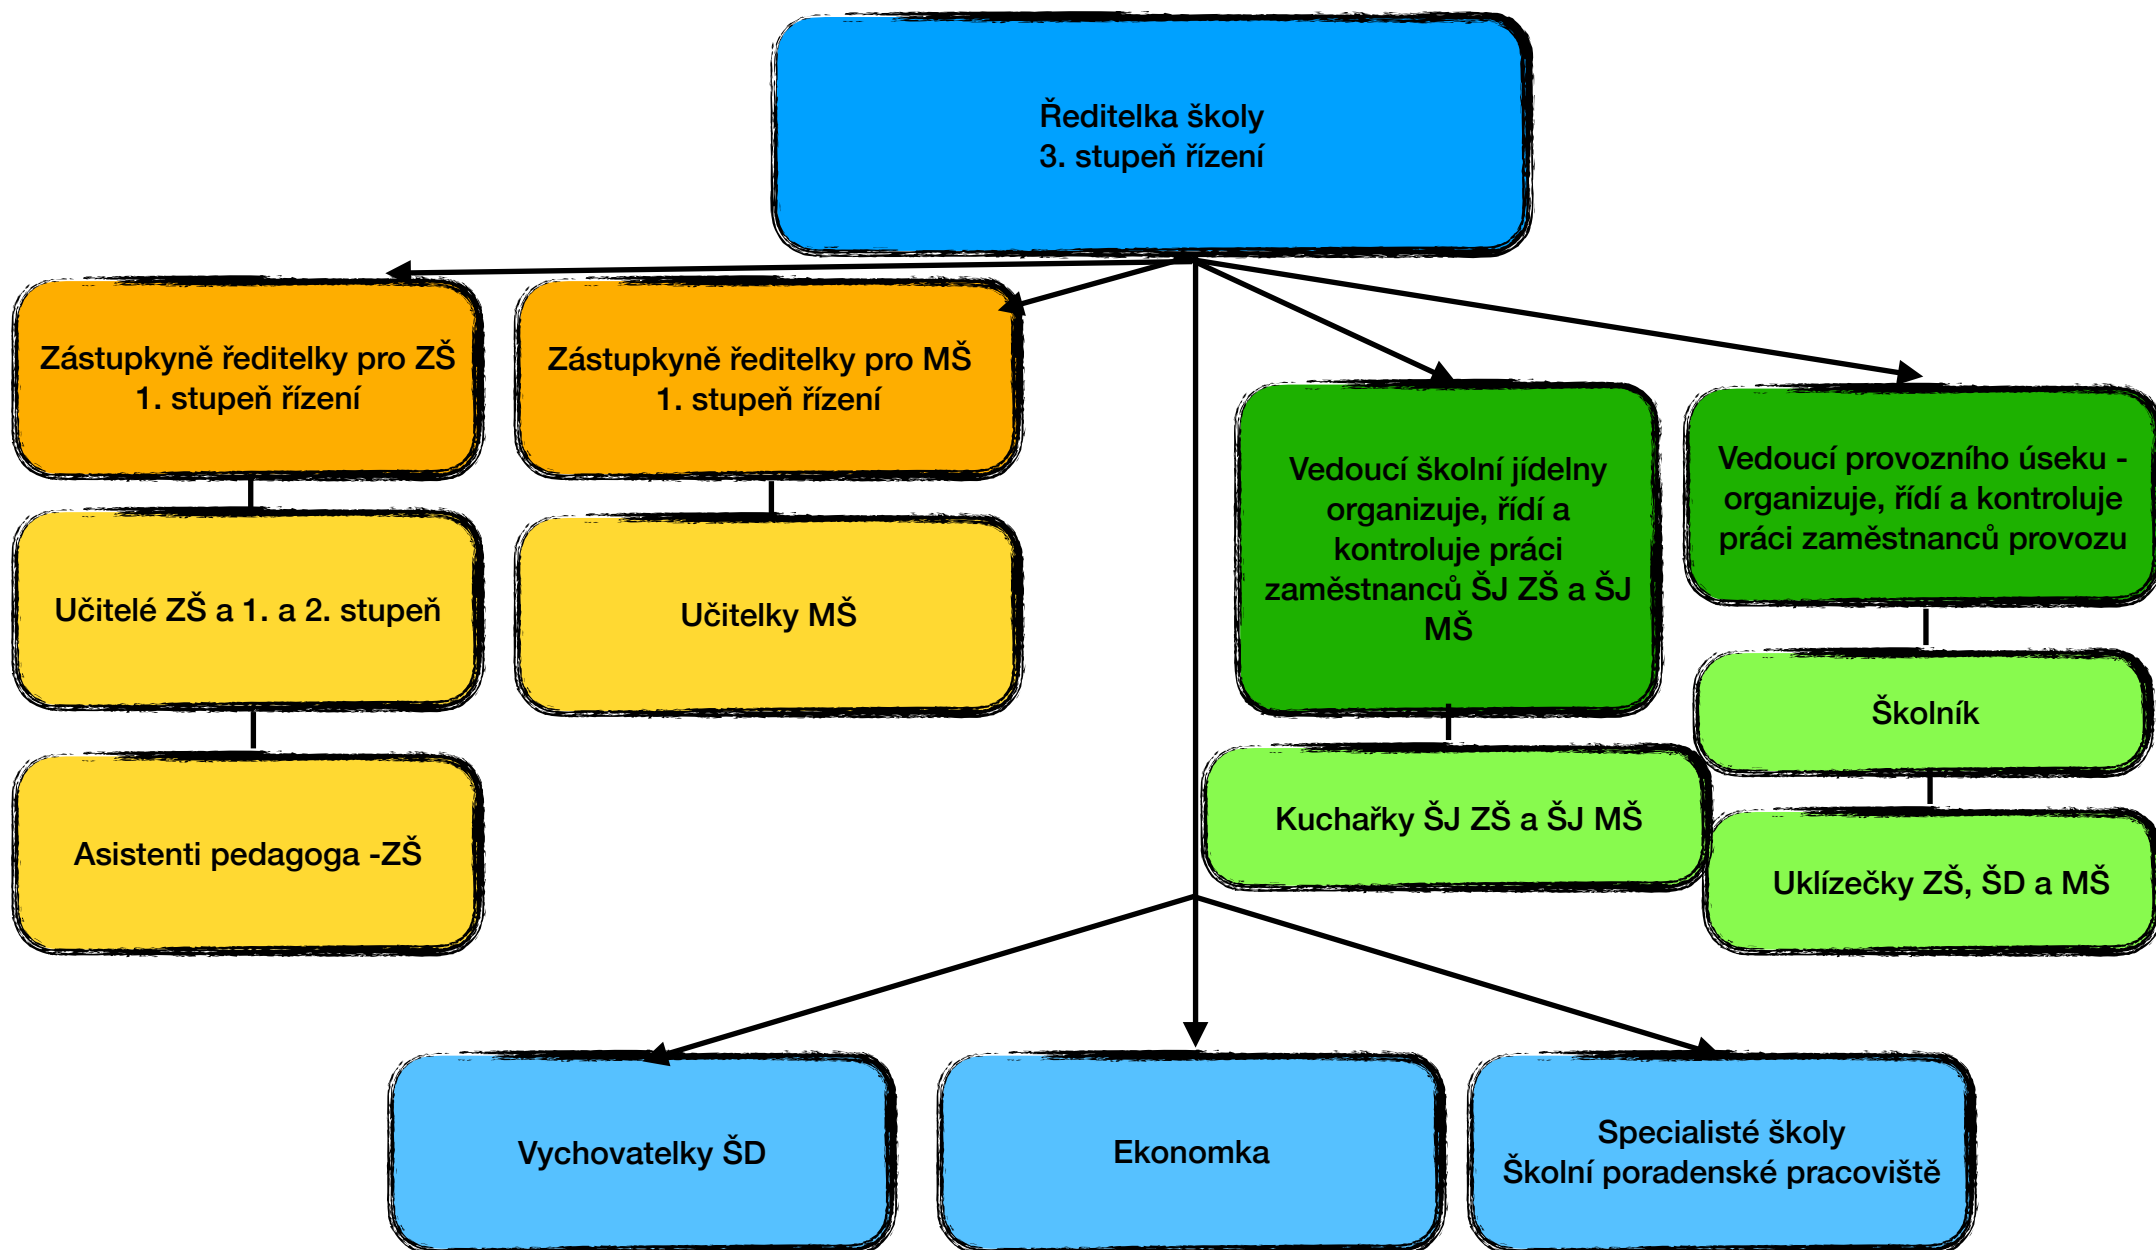 Ředitelka školy
3. stupeň řízení
Zástupkyně ředitelky pro ZŠ
1. stupeň řízení
Zástupkyně ředitelky pro MŠ
1. stupeň řízení
Vedoucí školní jídelny
organizuje, řídí a
kontroluje práci
zaměstnanců ŠJ ZŠ a ŠJ
MŠ
Vedoucí provozního úseku -
organizuje, řídí a kontroluje
práci zaměstnanců provozu
Učitelé ZŠ a 1. a 2. stupeň
Učitelky MŠ
Školník
Asistenti pedagoga -ZŠ
Kuchařky ŠJ ZŠ a ŠJ MŠ
Uklízečky ZŠ, ŠD a MŠ
Vychovatelky ŠD
Ekonomka
Specialisté školy
Školní poradenské pracoviště